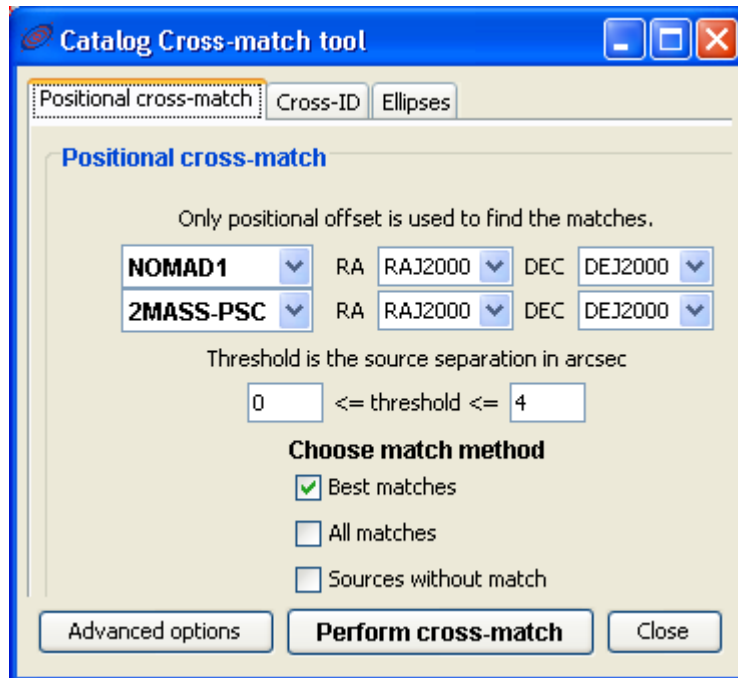 Catalog Cross-match tool
Positional cross-match Cross-ID Ellipses
Positional cross-match
Only positional offset is used to find the matches.
NOMAD1 RA RAJ2000 DEC DEJ2000
2MASS-PSC RA RAJ2000 DEC DEJ2000
Threshold is the source separation in arcsec
0 <= threshold <= 4
Choose match method
Best matches
All matches
Sources without match
Advanced options Perform cross-match Close